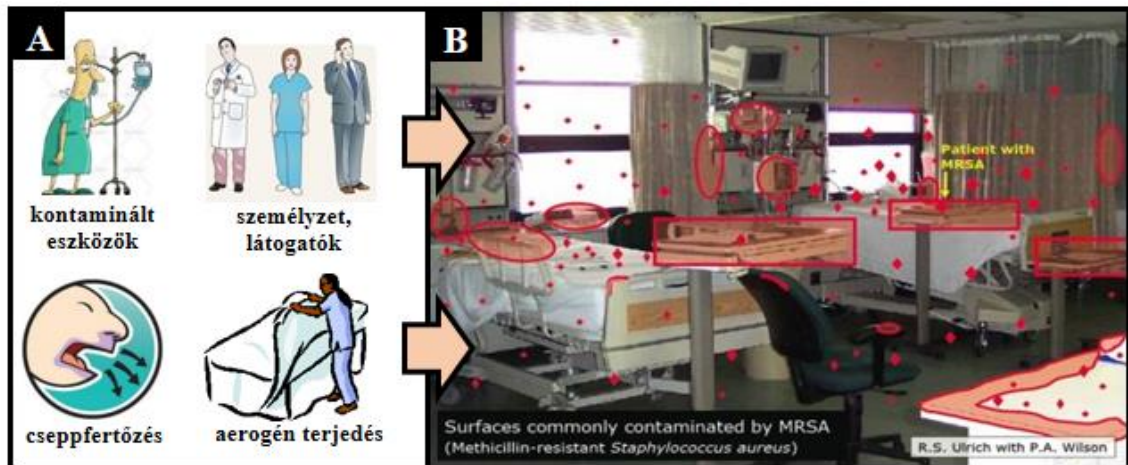 A
kontaminált
eszközök
személyzet,
látogatók
cseppfertőzés
aerogén terjedés
B
Patient with
MRSA
Surfaces commonly contaminated by MRSA
(Methicillin-resistant Staphylococcus aureus)
R.S. Ulrich with P.A. Wilson